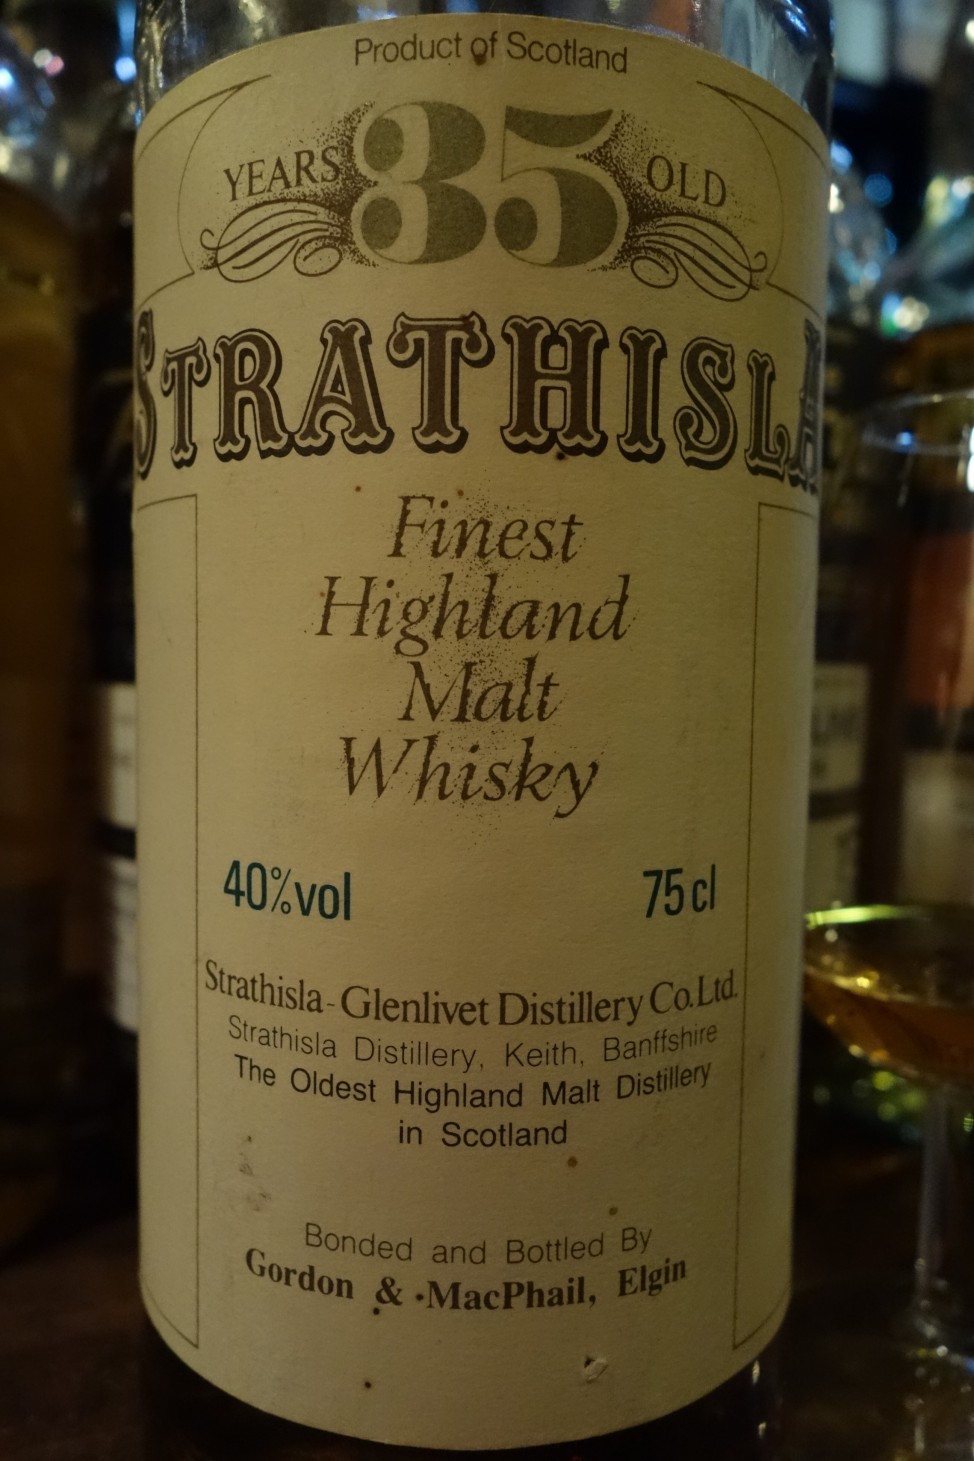 Product of Scotland
YEARS 35 OLD
STRATHISLA
Finest
Highland
Malt
Whisky
40%vol 75cl
Strathisla-Glenlivet Distillery Co.Ltd.
Strathisla Distillery, Keith, Banffshire
The Oldest Highland Malt Distillery
in Scotland
Bonded and Bottled By
Gordon & MacPhail, Elgin